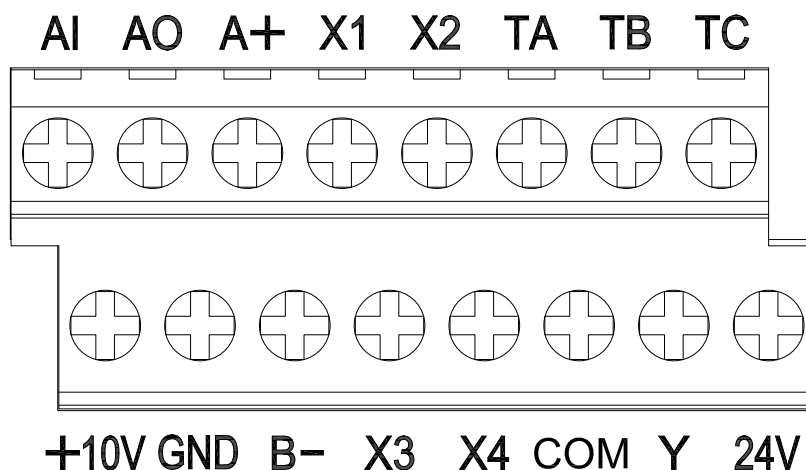 AI AO A+ X1 X2 TA TB TC
+10V GND B- X3 X4 COM Y 24V